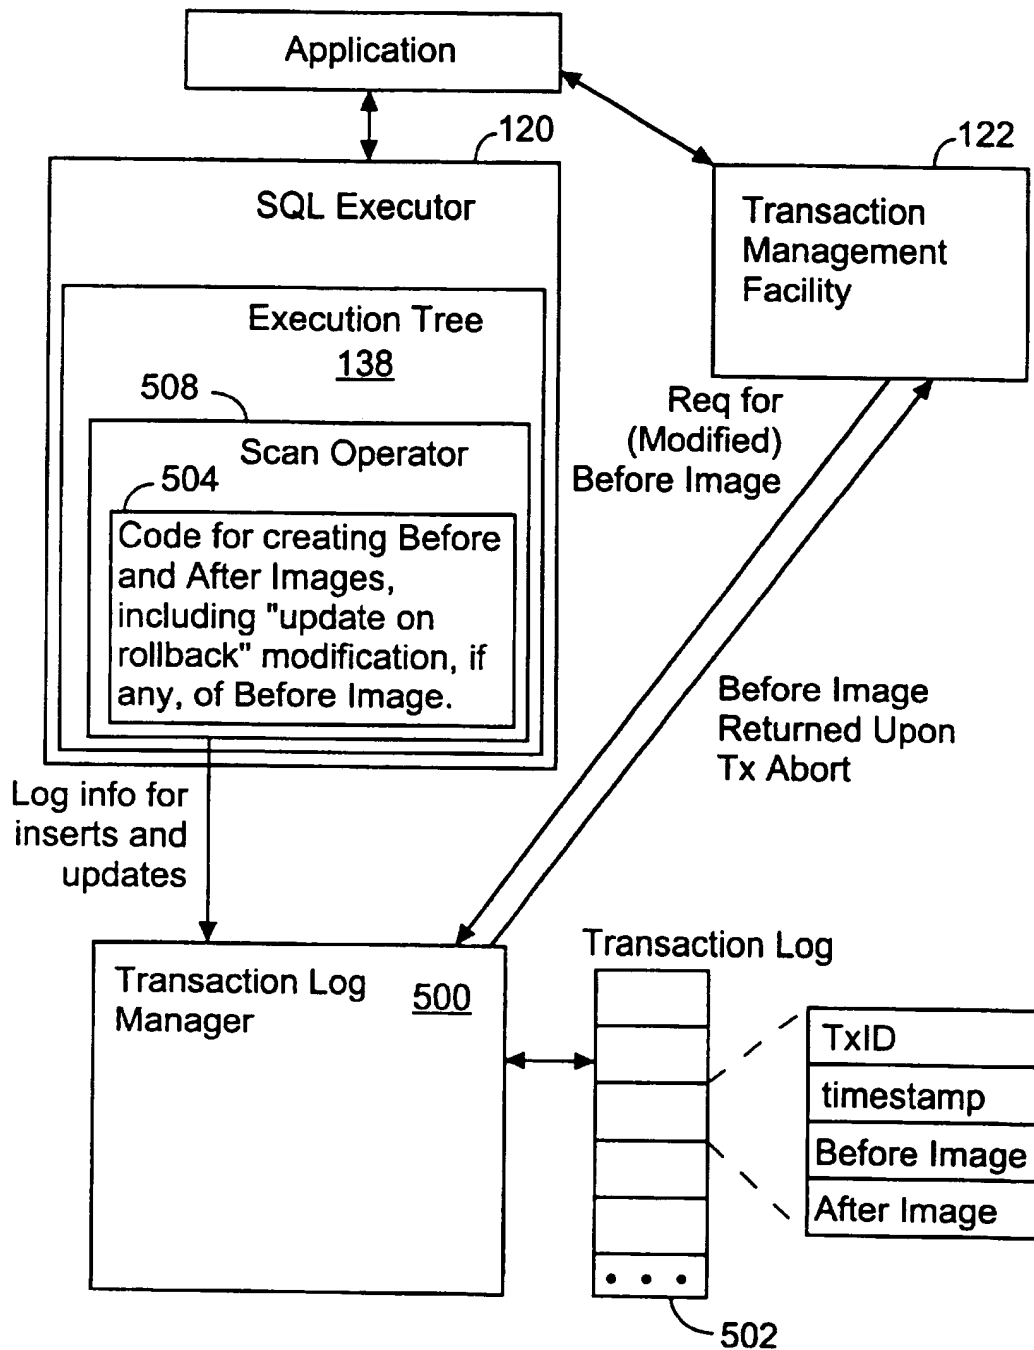 Application
120
SQL Executor
Execution Tree
138
508
Scan Operator
504
Code for creating Before
and After Images,
including "update on
rollback" modification, if
any, of Before Image.
122
Transaction
Management
Facility
Req for
(Modified)
Before Image
Before Image
Returned Upon
Tx Abort
Log info for
inserts and
updates
Transaction Log
Manager
500
Transaction Log
TxID
timestamp
Before Image
After Image
502